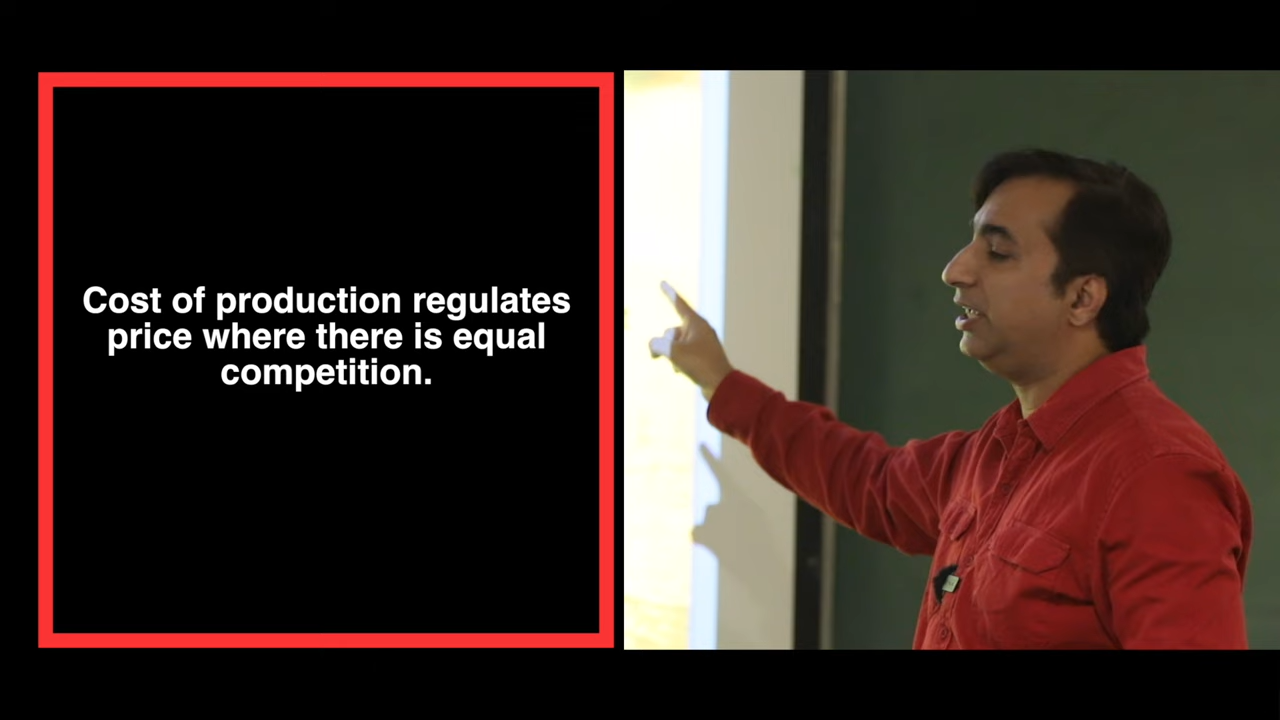 Cost of production regulates
price where there is equal
competition.